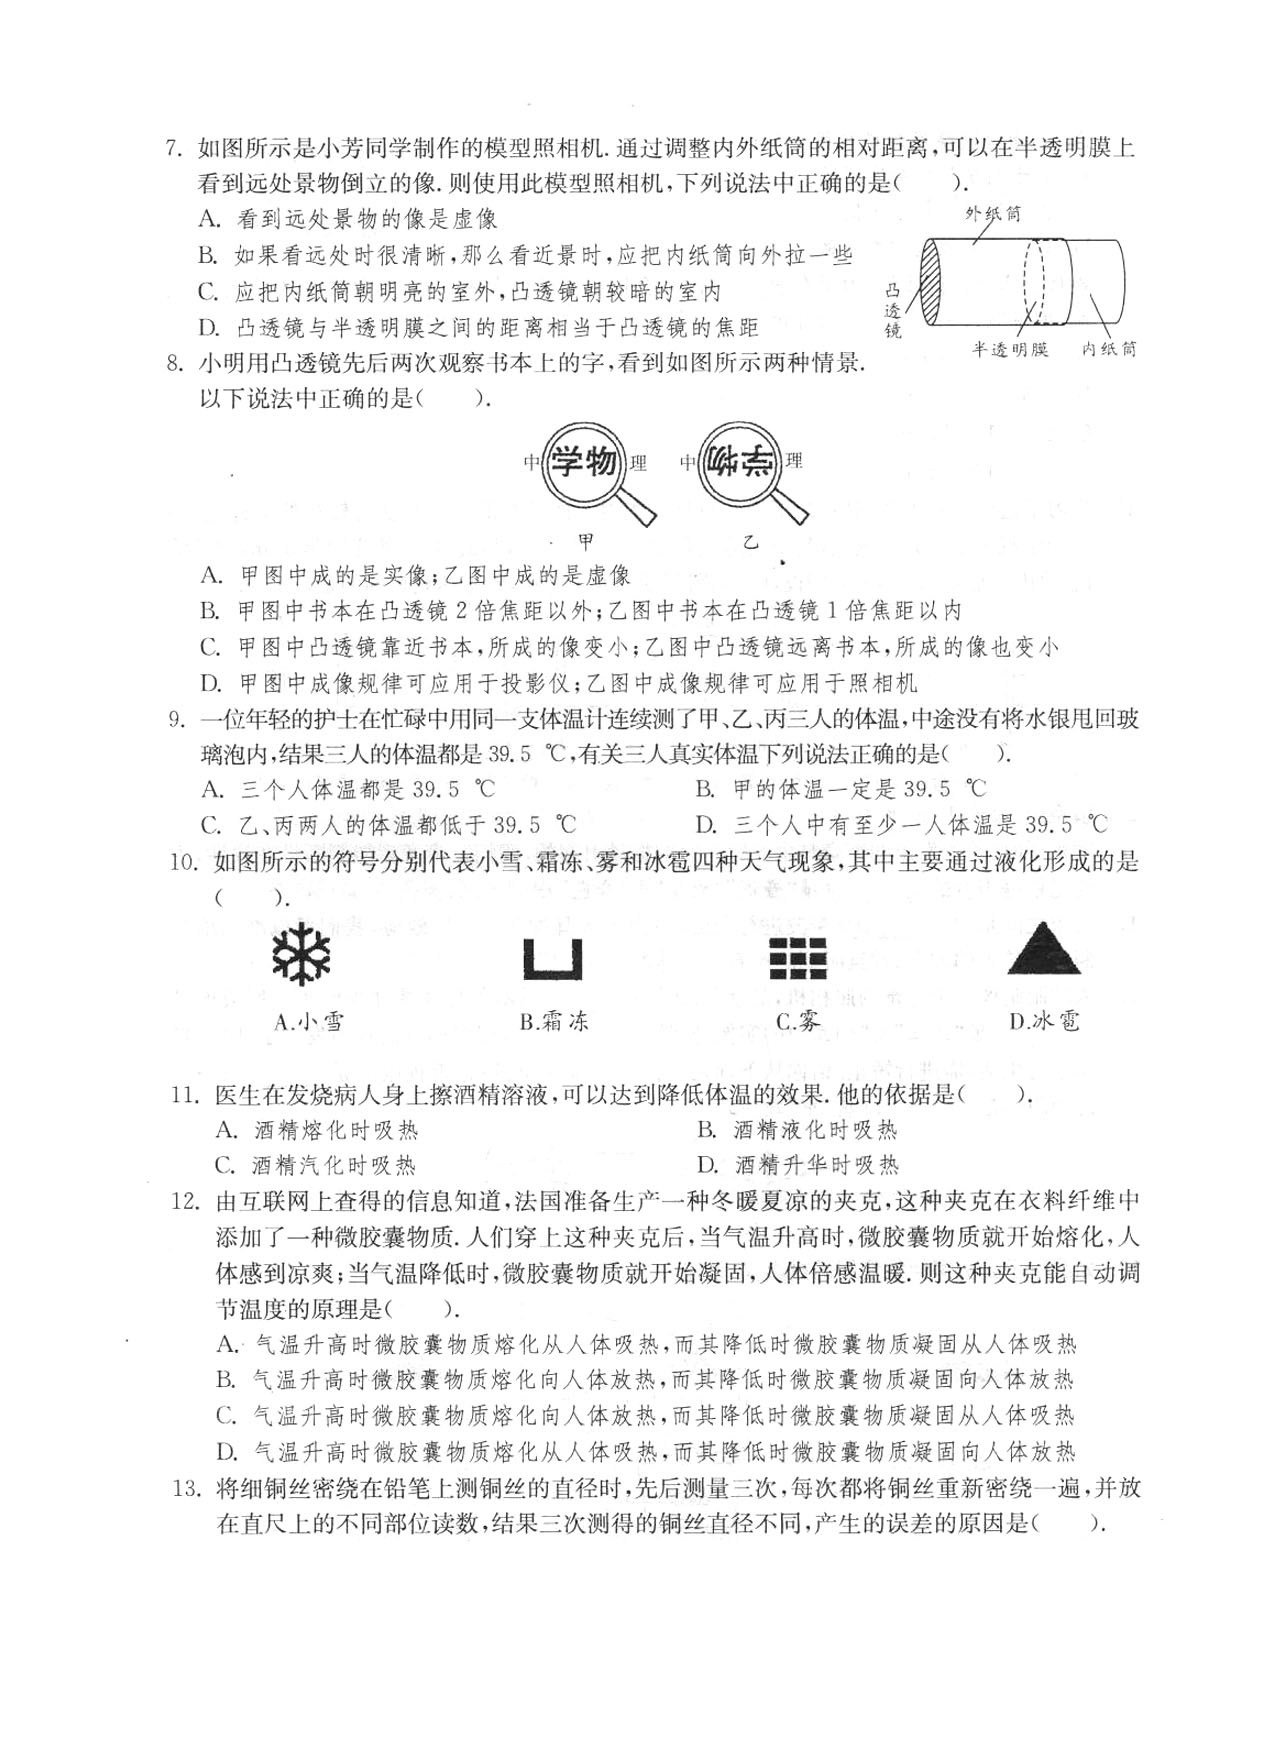 7. 如图所示是小芳同学制作的模型照相机.通过调整内外纸筒的相对距离,可以在半透明膜上
看到远处景物倒立的像.则使用此模型照相机,下列说法中正确的是(  ).
A. 看到远处景物的像是虚像
B. 如果看远处时很清晰,那么看近景时,应把内纸筒向外拉一些
C. 应把内纸筒朝明亮的室外,凸透镜朝较暗的室内
D. 凸透镜与半透明膜之间的距离相当于凸透镜的焦距
外纸筒
凸透镜
半透明膜 内纸筒
8. 小明用凸透镜先后两次观察书本上的字,看到如图所示两种情景.
以下说法中正确的是(  ).
中 学物 理 中 学物 理
甲 乙
A. 甲图中成的是实像;乙图中成的是虚像
B. 甲图中书本在凸透镜 2 倍焦距以外;乙图中书本在凸透镜 1 倍焦距以内
C. 甲图中凸透镜靠近书本,所成的像变小;乙图中凸透镜远离书本,所成的像也变小
D. 甲图中成像规律可应用于投影仪;乙图中成像规律可应用于照相机
9. 一位年轻的护士在忙碌中用同一支体温计连续测了甲、乙、丙三人的体温,中途没有将水银甩回玻
璃泡内,结果三人的体温都是 39.5 ℃,有关三人真实体温下列说法正确的是(  ).
A. 三个人体温都是 39.5 ℃ B. 甲的体温一定是 39.5 ℃
C. 乙、丙两人的体温都低于 39.5 ℃ D. 三个人中有至少一人体温是 39.5 ℃
10. 如图所示的符号分别代表小雪、霜冻、雾和冰雹四种天气现象,其中主要通过液化形成的是
(  ).
A.小雪 B.霜冻 C.雾 D.冰雹
11. 医生在发烧病人身上擦酒精溶液,可以达到降低体温的效果.他的依据是(  ).
A. 酒精熔化时吸热 B. 酒精液化时吸热
C. 酒精汽化时吸热 D. 酒精升华时吸热
12. 由互联网上查得的信息知道,法国准备生产一种冬暖夏凉的夹克,这种夹克在衣料纤维中
添加了一种微胶囊物质.人们穿上这种夹克后,当气温升高时,微胶囊物质就开始熔化,人
体感到凉爽;当气温降低时,微胶囊物质就开始凝固,人体倍感温暖.则这种夹克能自动调
节温度的原理是(  ).
A. 气温升高时微胶囊物质熔化从人体吸热,而其降低时微胶囊物质凝固从人体吸热
B. 气温升高时微胶囊物质熔化向人体放热,而其降低时微胶囊物质凝固向人体放热
C. 气温升高时微胶囊物质熔化向人体放热,而其降低时微胶囊物质凝固从人体吸热
D. 气温升高时微胶囊物质熔化从人体吸热,而其降低时微胶囊物质凝固向人体放热
13. 将细铜丝密绕在铅笔上测铜丝的直径时,先后测量三次,每次都将铜丝重新密绕一遍,并放
在直尺上的不同部位读数,结果三次测得的铜丝直径不同,产生的误差的原因是(  ).